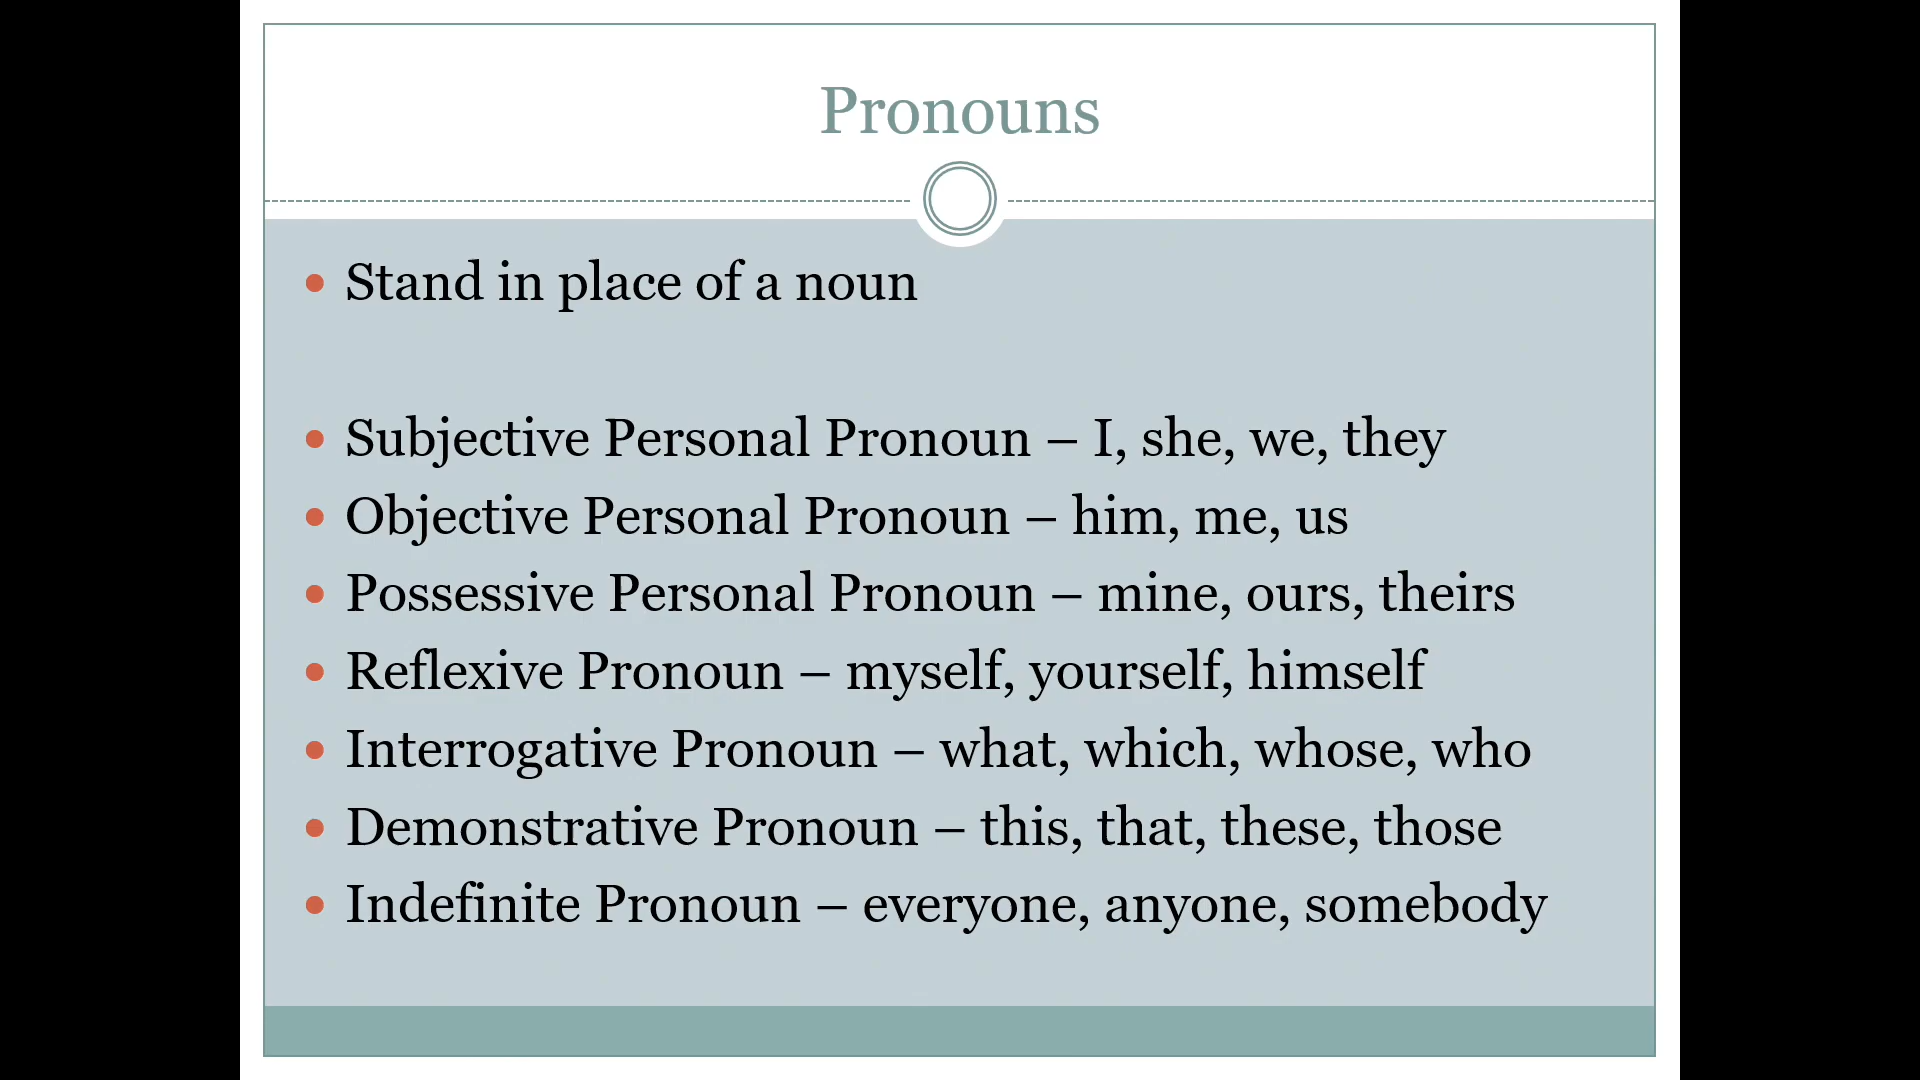 Pronouns
• Stand in place of a noun
• Subjective Personal Pronoun – I, she, we, they
• Objective Personal Pronoun – him, me, us
• Possessive Personal Pronoun – mine, ours, theirs
• Reflexive Pronoun – myself, yourself, himself
• Interrogative Pronoun – what, which, whose, who
• Demonstrative Pronoun – this, that, these, those
• Indefinite Pronoun – everyone, anyone, somebody